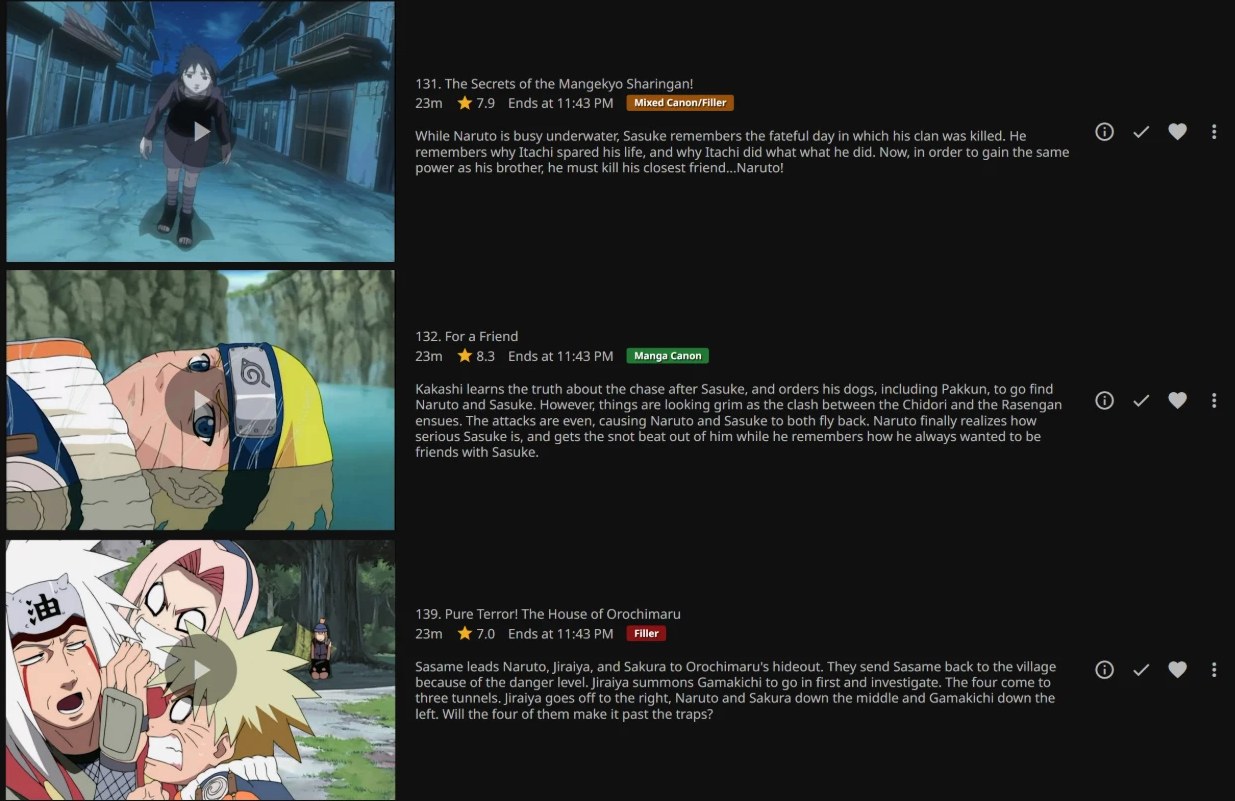 131. The Secrets of the Mangekyo Sharingan!
23m 7.9 Ends at 11:43 PM Mixed Canon/Filler
While Naruto is busy underwater, Sasuke remembers the fateful day in which his clan was killed. He
remembers why Itachi spared his life, and why Itachi did what what he did. Now, in order to gain the same
power as his brother, he must kill his closest friend...Naruto!
132. For a Friend
23m 8.3 Ends at 11:43 PM Manga Canon
Kakashi learns the truth about the chase after Sasuke, and orders his dogs, including Pakkun, to go find
Naruto and Sasuke. However, things are looking grim as the clash between the Chidori and the Rasengan
ensues. The attacks are even, causing Naruto and Sasuke to both fly back. Naruto finally realizes how
serious Sasuke is, and gets the snot beat out of him while he remembers how he always wanted to be
friends with Sasuke.
油
139. Pure Terror! The House of Orochimaru
23m 7.0 Ends at 11:43 PM Filler
Sasame leads Naruto, Jiraiya, and Sakura to Orochimaru's hideout. They send Sasame back to the village
because of the danger level. Jiraiya summons Gamakichi to go in first and investigate. The four come to
three tunnels. Jiraiya goes off to the right, Naruto and Sakura down the middle and Gamakichi down the
left. Will the four of them make it past the traps?